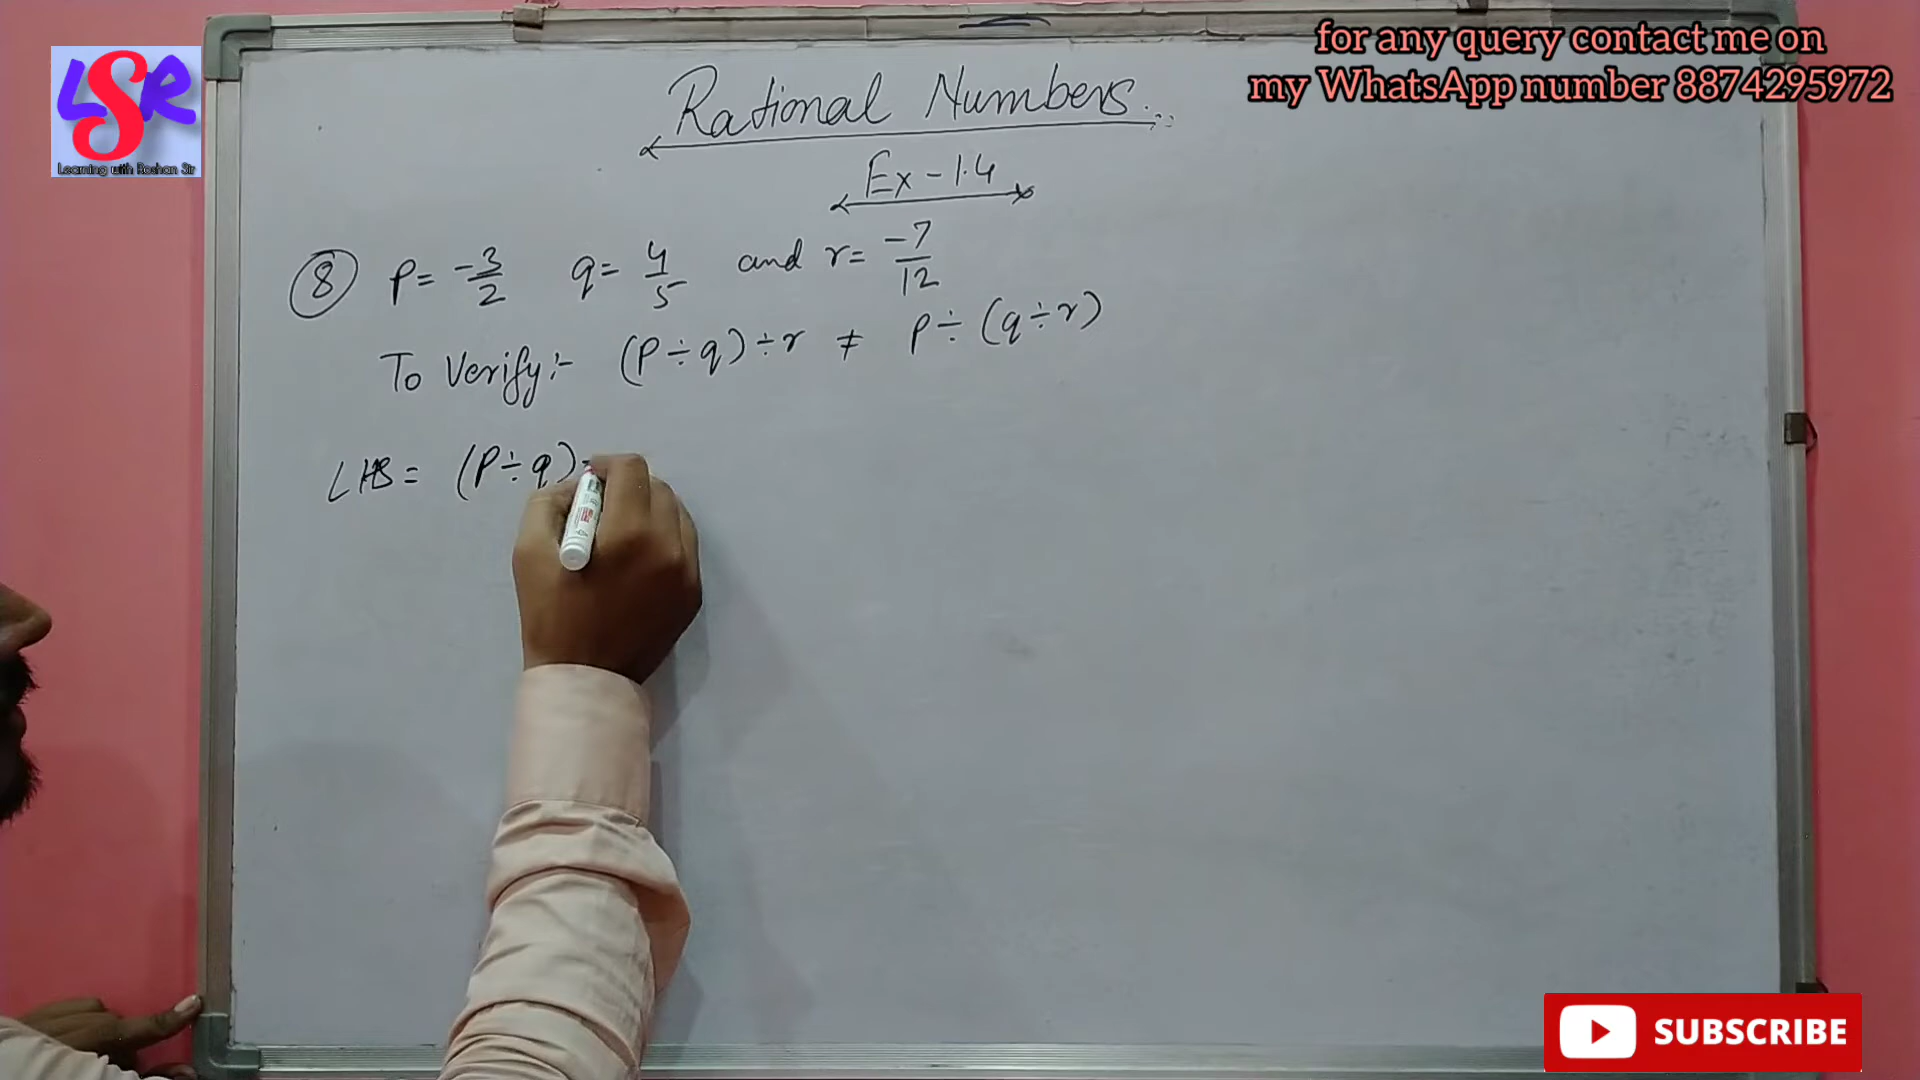 for any query contact me on
my WhatsApp number 8874295972
LSR
Learning with Roshan Sir
Rational Numbers
Ex - 1.4
8 P = -3/2 q = 4/5 and r = -7/12
To Verify:- (P ÷ q) ÷ r ≠ P ÷ (q ÷ r)
LHS = (P ÷ q)
SUBSCRIBE